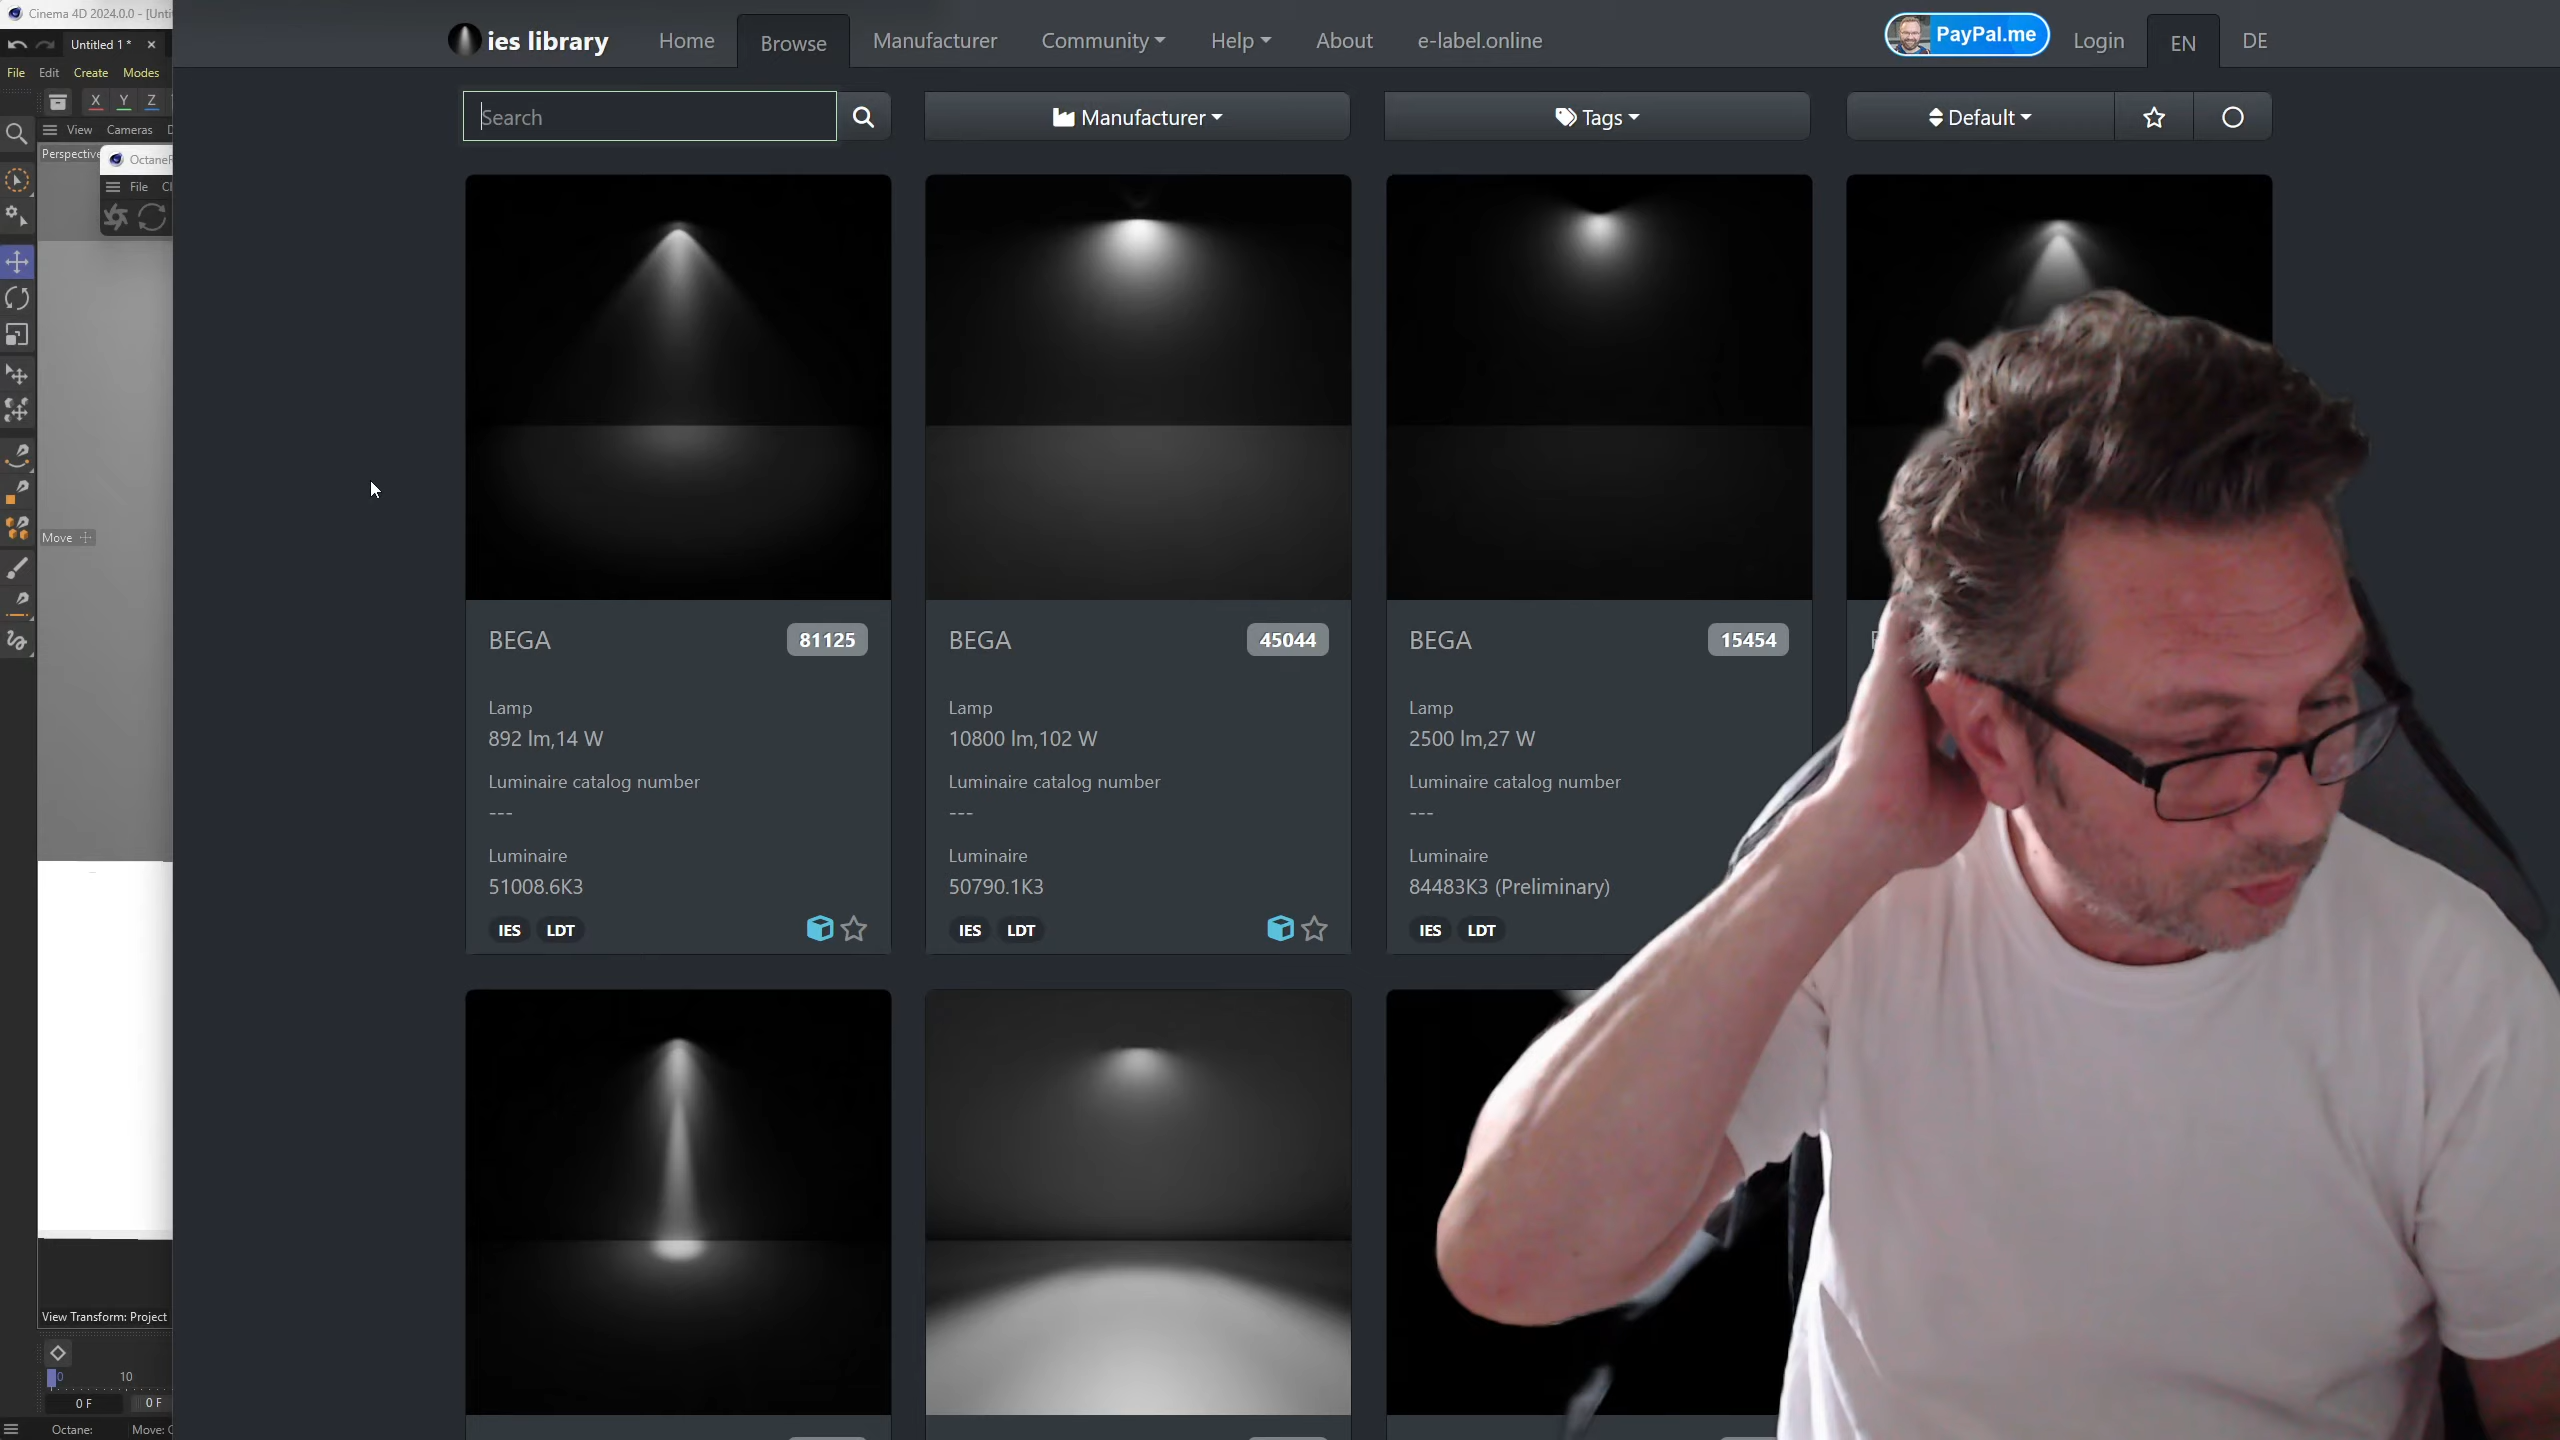 Cinema 4D 2024.0.0 - [Unti
Untitled 1 *
File Edit Create Modes
X Y Z
View Cameras
Perspective
File
Move
View Transform: Project
0 10
0 F 0 F
Octane: Move:
ies library Home Browse Manufacturer Community Help About e-label.online PayPal.me Login EN DE
Search Manufacturer Tags Default
BEGA 81125
Lamp
892 lm,14 W
Luminaire catalog number
---
Luminaire
51008.6K3
IES LDT
BEGA 45044
Lamp
10800 lm,102 W
Luminaire catalog number
---
Luminaire
50790.1K3
IES LDT
BEGA 15454
Lamp
2500 lm,27 W
Luminaire catalog number
---
Luminaire
84483K3 (Preliminary)
IES LDT